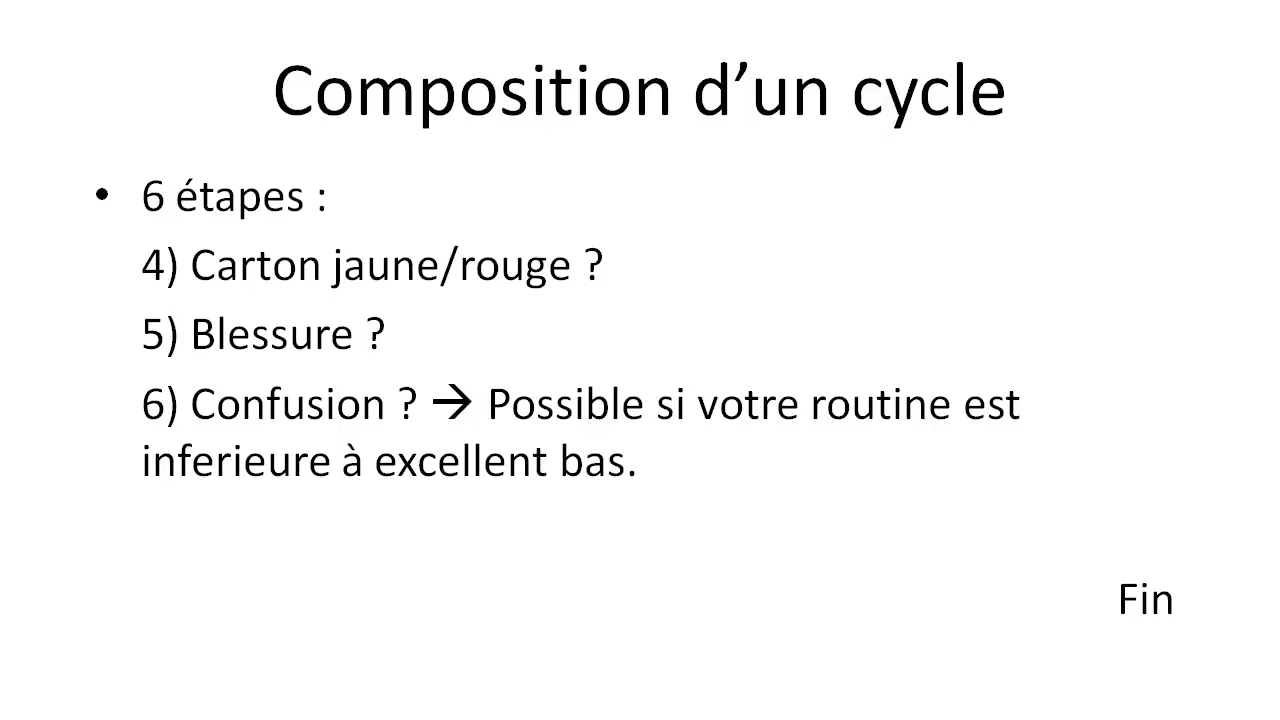 Composition d’un cycle
• 6 étapes :
4) Carton jaune/rouge ?
5) Blessure ?
6) Confusion ? → Possible si votre routine est
inferieure à excellent bas.
Fin